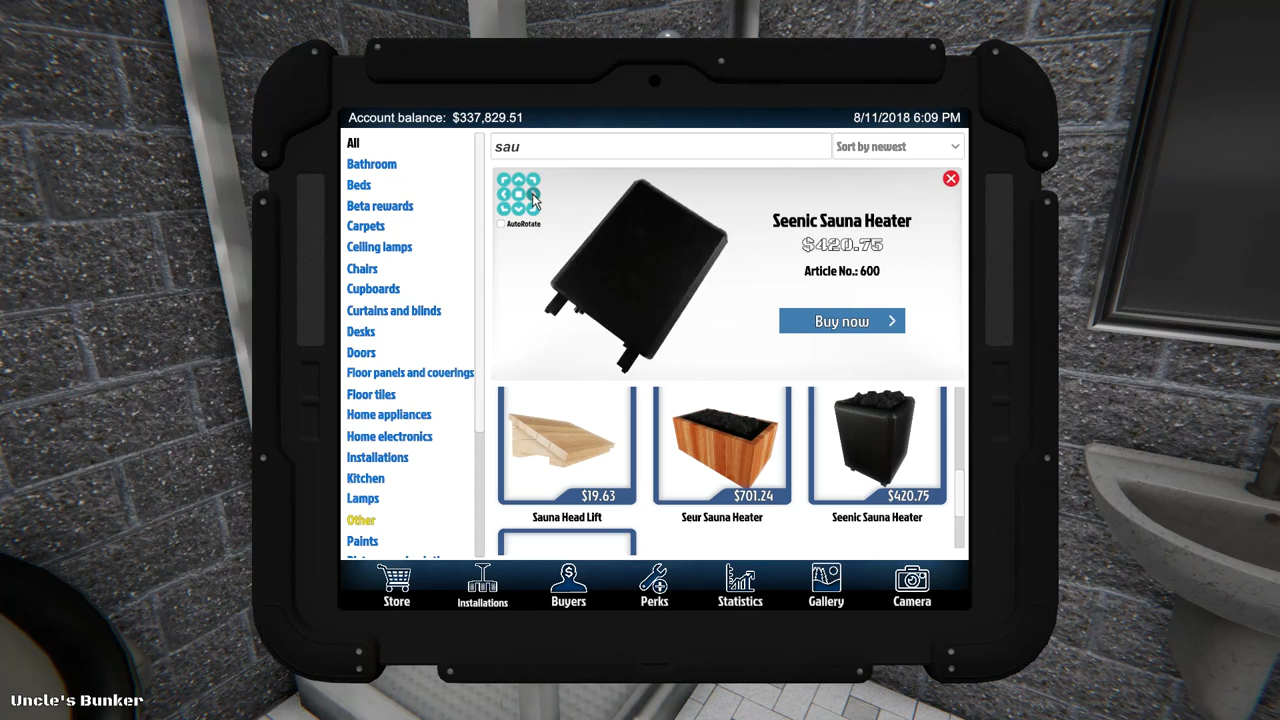 Account balance: $337,829.51
8/11/2018 6:09 PM
All
Bathroom
Beds
Beta rewards
Carpets
Ceiling lamps
Chairs
Cupboards
Curtains and blinds
Desks
Doors
Floor panels and coverings
Floor tiles
Home appliances
Home electronics
Installations
Kitchen
Lamps
Other
Paints
sau
Sort by newest
AutoRotate
Seenic Sauna Heater
$420.75
Article No.: 600
Buy now
$19.63
Sauna Head Lift
$701.24
Seur Sauna Heater
$420.75
Seenic Sauna Heater
Store
Installations
Buyers
Perks
Statistics
Gallery
Camera
Uncle's Bunker